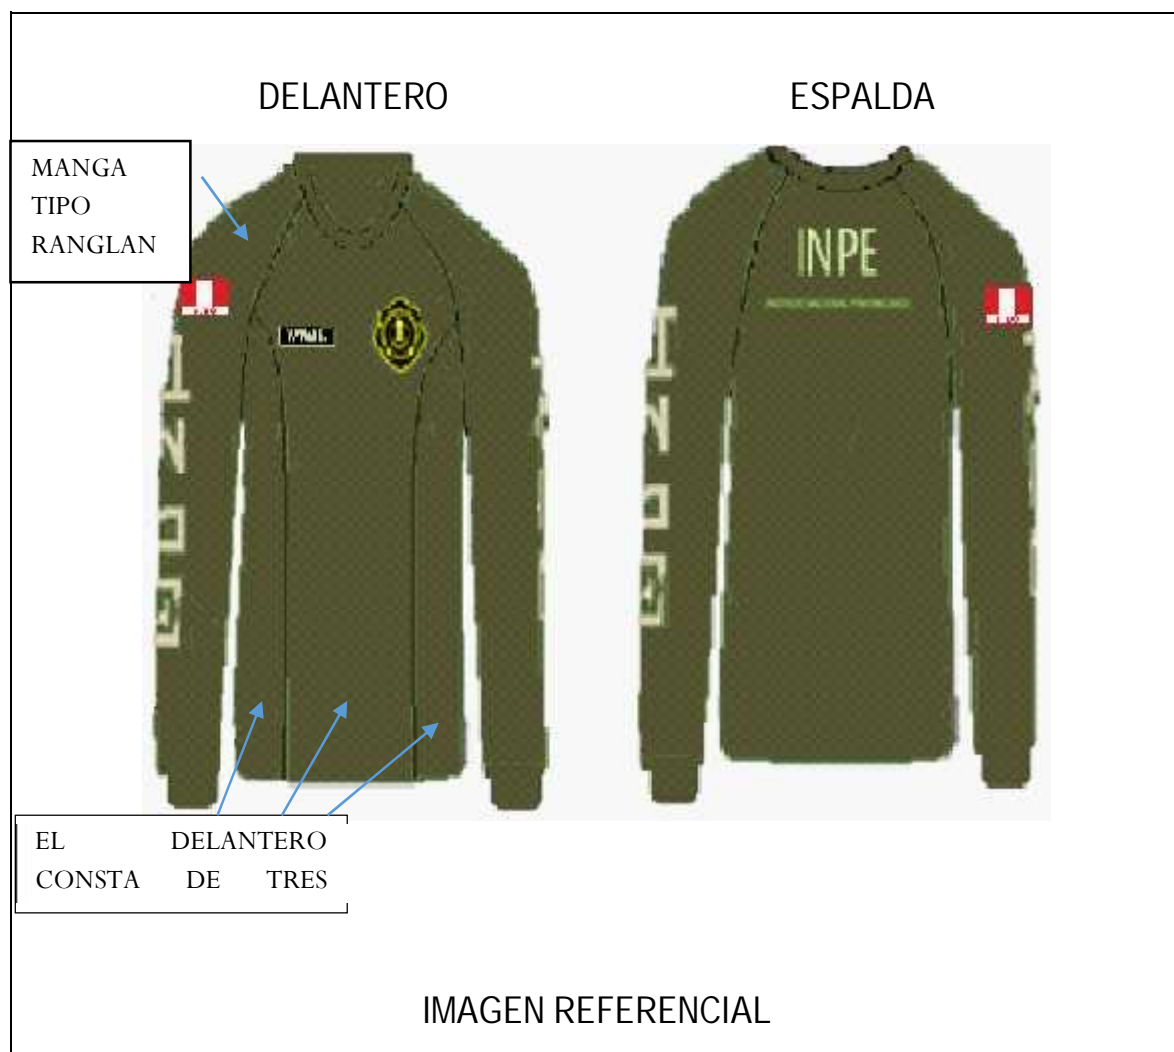 DELANTERO ESPALDA
MANGA
TIPO
RANGLAN
INPE
I
N
P
E
I
N
P
E
EL DELANTERO
CONSTA DE TRES
IMAGEN REFERENCIAL